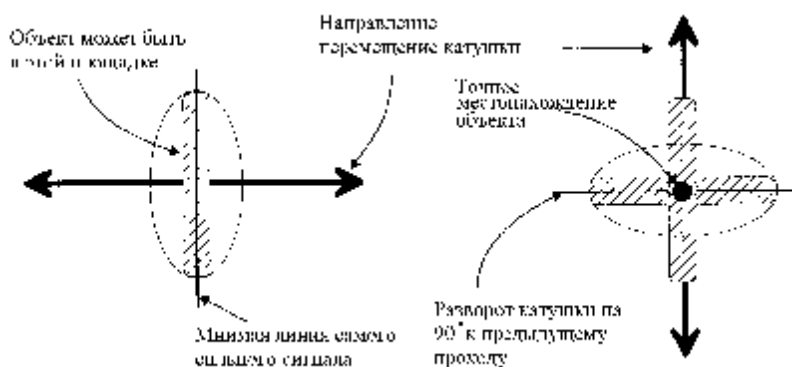 Объект может быть
в этой площадке
Направление
перемещение катушки
Точное
местонахождение
объекта
Мнимая линия самого
сильного сигнала
Разворот катушки на
90° к предыдущему
проходу